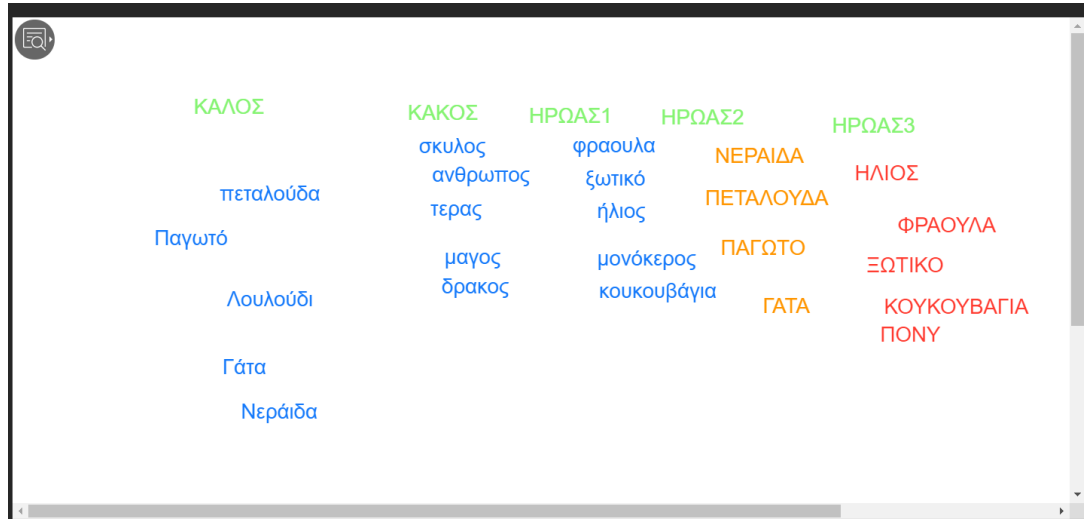 ΚΑΛΟΣ
πεταλούδα
Παγωτό
Λουλούδι
Γάτα
Νεράιδα
ΚΑΚΟΣ
σκυλος
ανθρωπος
τερας
μαγος
δρακος
ΗΡΩΑΣ1
φραουλα
ξωτικό
ήλιος
μονόκερος
κουκουβάγια
ΗΡΩΑΣ2
ΝΕΡΑΙΔΑ
ΠΕΤΑΛΟΥΔΑ
ΠΑΓΩΤΟ
ΓΑΤΑ
ΗΡΩΑΣ3
ΗΛΙΟΣ
ΦΡΑΟΥΛΑ
ΞΩΤΙΚΟ
ΚΟΥΚΟΥΒΑΓΙΑ
ΠΟΝΥ